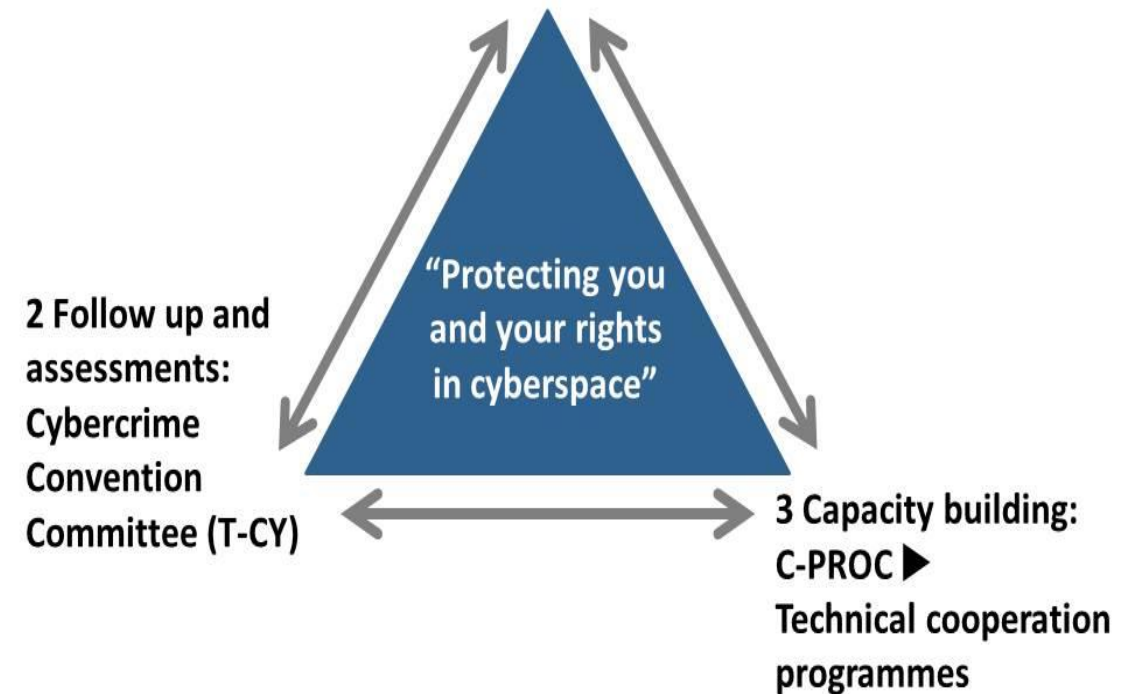 “Protecting you
and your rights
in cyberspace”
2 Follow up and
assessments:
Cybercrime
Convention
Committee (T-CY)
3 Capacity building:
C-PROC ▶
Technical cooperation
programmes